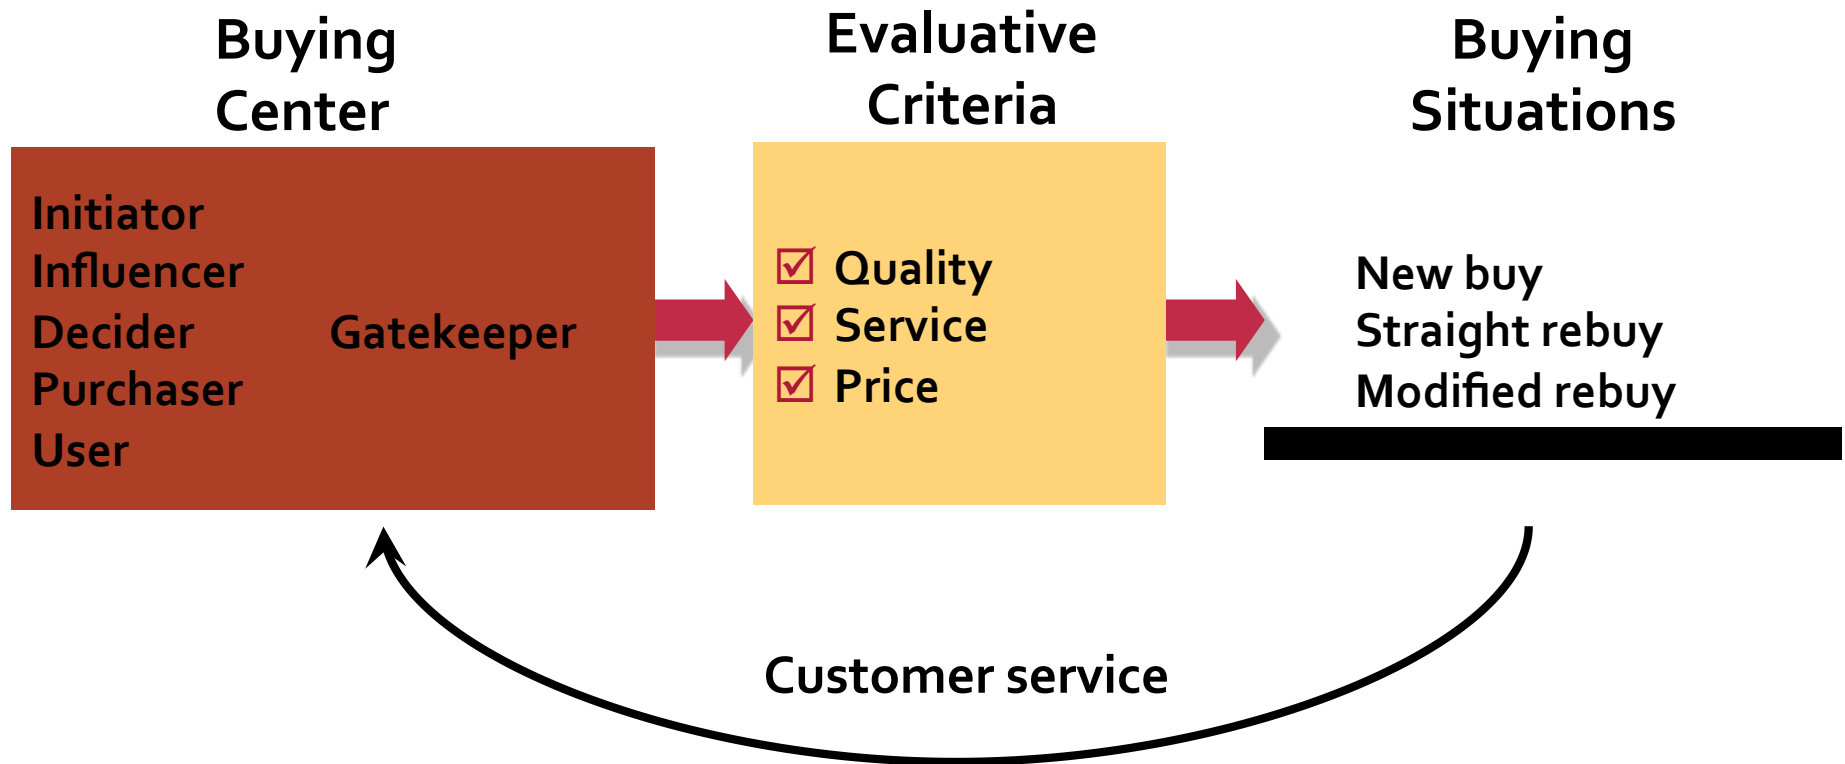 Buying
Center
Evaluative
Criteria
Buying
Situations
Initiator
Influencer
Decider Gatekeeper
Purchaser
User
Quality
Service
Price
New buy
Straight rebuy
Modified rebuy
Customer service